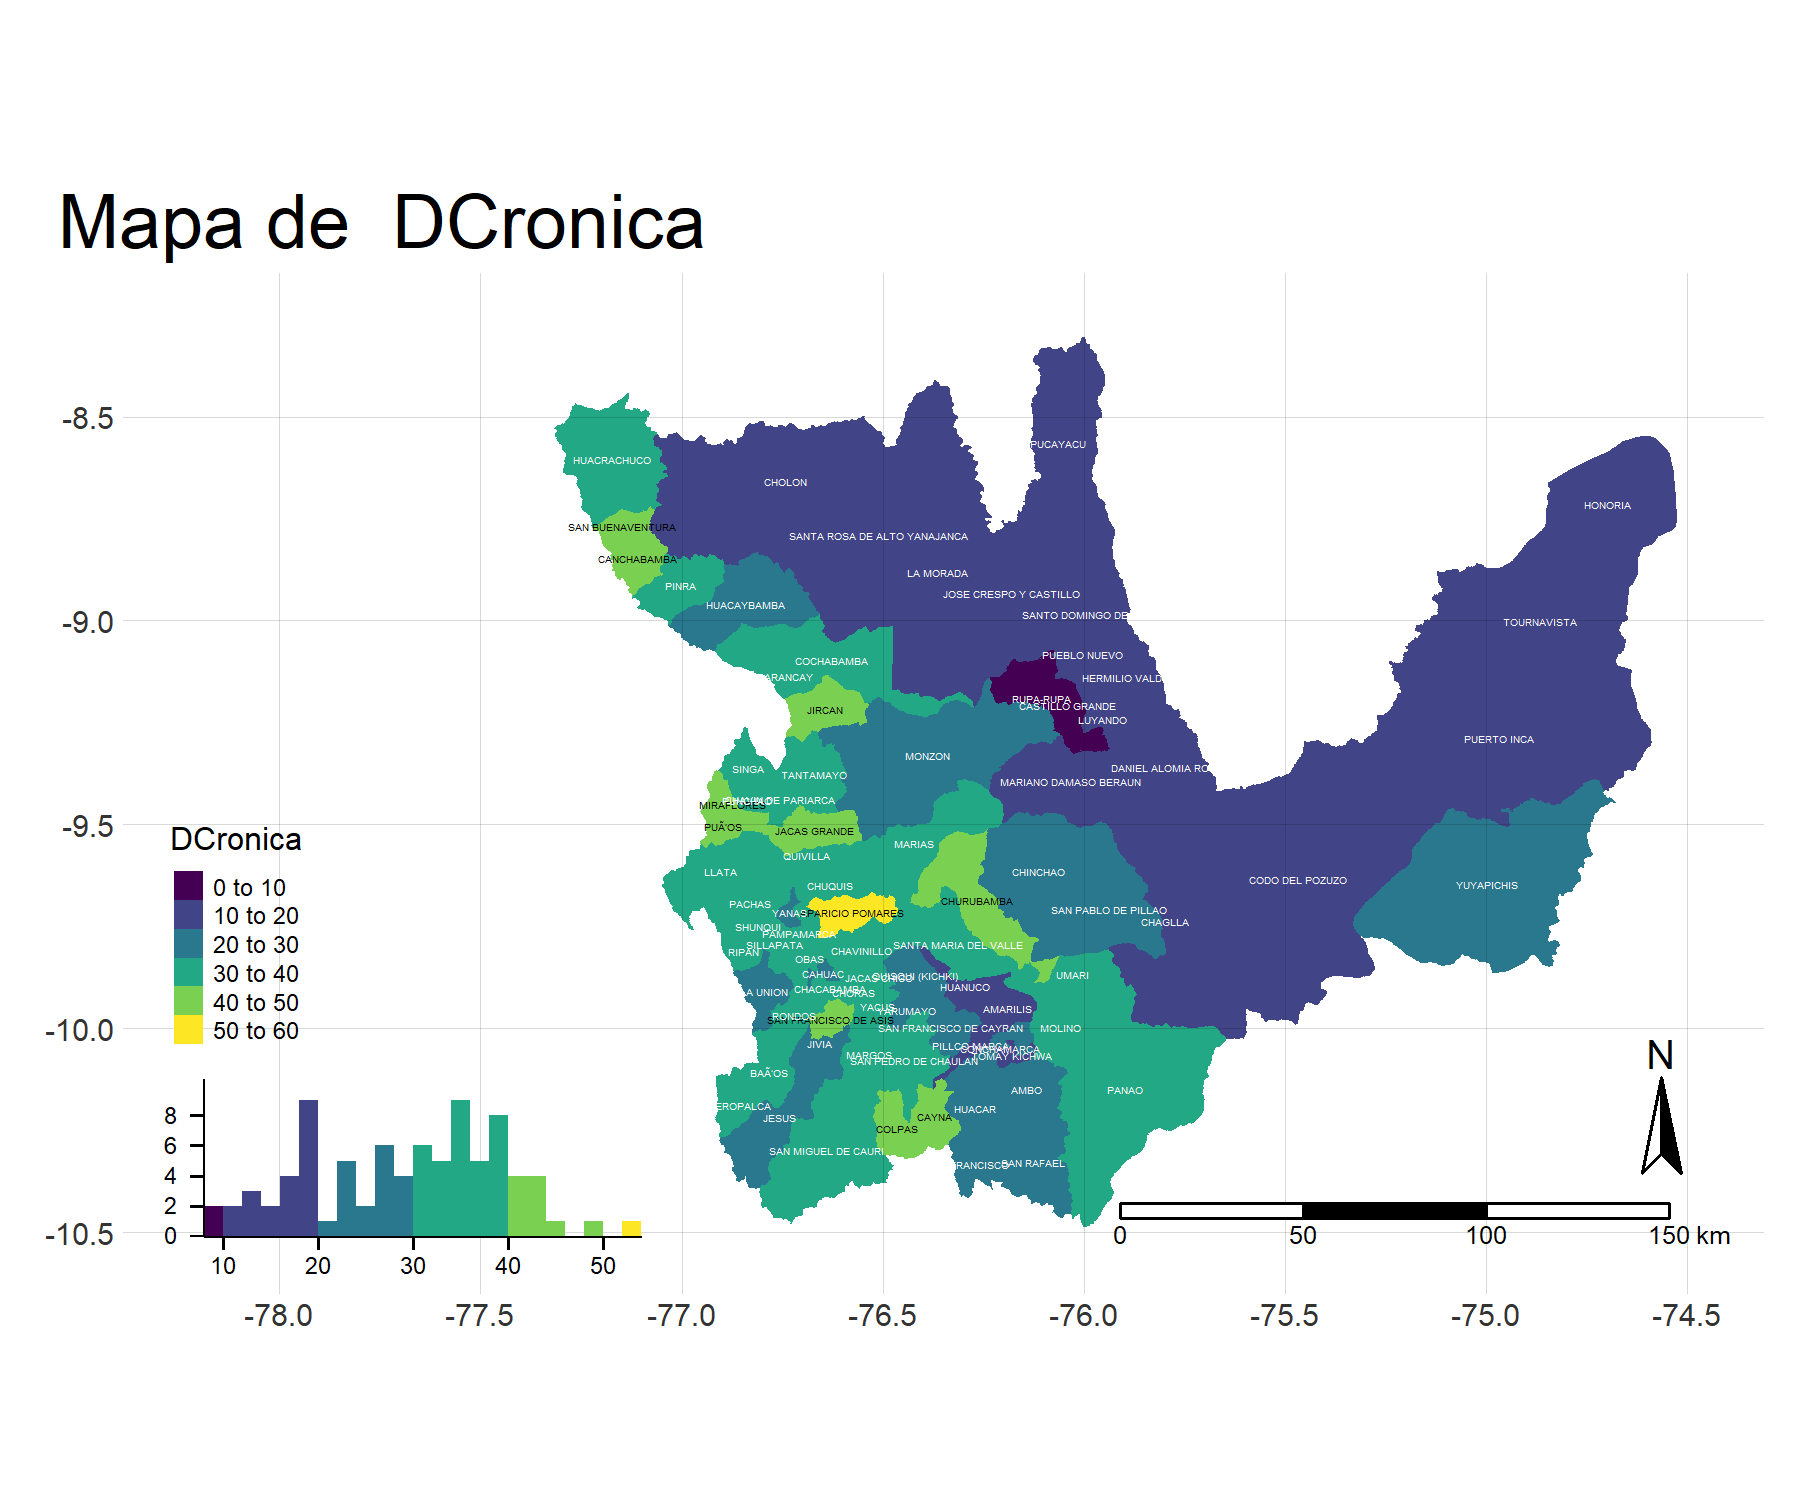 Mapa de  DCronica
-8.5
-9.0
-9.5
-10.0
-10.5
PUCAYACU
HUACRACHUCO
CHOLON
HONORIA
SAN BUENAVENTURA
SANTA ROSA DE ALTO YANAJANCA
CANCHABAMBA
LA MORADA
PINRA
JOSE CRESPO Y CASTILLO
HUACAYBAMBA
SANTO DOMINGO DE
TOURNAVISTA
PUEBLO NUEVO
COCHABAMBA
ARANCAY
HERMILIO VALD
RUPA-RUPA
CASTILLO GRANDE
JIRCAN
LUYANDO
PUERTO INCA
MONZON
SINGA
TANTAMAYO
DANIEL ALOMIA RO
MARIANO DAMASO BERAUN
DE PARIARCA
MIRAFLORES
PUÃ'OS
JACAS GRANDE
MARIAS
QUIVILLA
LLATA
CHINCHAO
CODO DEL POZUZO
YUYAPICHIS
CHUQUIS
CHURUBAMBA
PACHAS
YANAS
PARICIO POMARES
SAN PABLO DE PILLAO
CHAGLLA
SHUNQUI
PAMPAMARCA
SILLAPATA
SANTA MARIA DEL VALLE
RIPAN
CHAVINILLO
OBAS
CAHUAC
JACAS CHICO
QUISQUI (KICHKI)
UMARI
HUANUCO
CHACABAMBA
CHORAS
A UNION
YACUS
YARUMAYO
AMARILIS
RONDOS
SAN FRANCISCO DE ASIS
SAN FRANCISCO DE CAYRAN
MOLINO
JIVIA
PILLCO MARCA
CONCHAMARCA
MARGOS
TOMAY KICHWA
SAN PEDRO DE CHAULAN
BAÃ'OS
AMBO
PANAO
EROPALCA
HUACAR
JESUS
CAYNA
COLPAS
SAN MIGUEL DE CAURI
FRANCISCO
SAN RAFAEL
DCronica
0 to 10
10 to 20
20 to 30
30 to 40
40 to 50
50 to 60
8
6
4
2
0
10 20 30 40 50
N
0 50 100 150 km
-78.0 -77.5 -77.0 -76.5 -76.0 -75.5 -75.0 -74.5